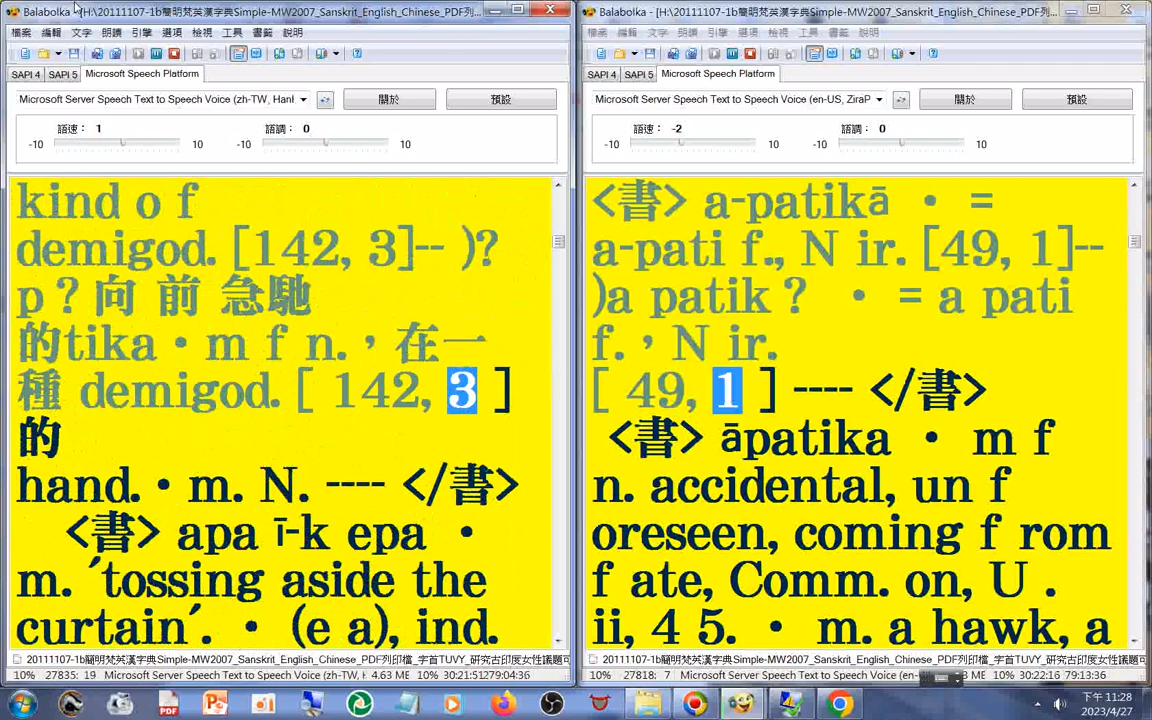 Balabolka - [H:\20111107-1b簡明梵英漢字典Simple-MW2007_Sanskrit_English_Chinese_PDF列...
檔案 編輯 文字 朗讀 引擎 選項 檢視 工具 書籤 說明
SAPI 4 SAPI 5 Microsoft Speech Platform
Microsoft Server Speech Text to Speech Voice (zh-TW, Hanl 關於 預設
語速： 1 語調： 0
-10 10 -10 10
kind o f
demigod. [142, 3]-- )?
p ? 向 前 急馳
的tika • m f n.，在一
種 demigod. [ 142, 3 ]
的
hand. • m. N. ---- </書>
<書> apa ī-k epa •
m. ´tossing aside the
curtain´. • (e a), ind.
20111107-1b簡明梵英漢字典Simple-MW2007_Sanskrit_English_Chinese_PDF列印檔_字首TUVY_研究古印度女性議題可
10% 27835: 19 Microsoft Server Speech Text to Speech Voice (zh-TW, H 4.63 ME 10% 30:21:51279:04:36
Balabolka - [H:\20111107-1b簡明梵英漢字典Simple-MW2007_Sanskrit_English_Chinese_PDF列...
檔案 編輯 文字 朗讀 引擎 選項 檢視 工具 書籤 說明
SAPI 4 SAPI 5 Microsoft Speech Platform
Microsoft Server Speech Text to Speech Voice (en-US, ZiraP 關於 預設
語速： -2 語調： 0
-10 10 -10 10
<書> a-patikā • =
a-pati f., N ir. [49, 1]--
)a patik ? • = a pati
f.，N ir.
[ 49, 1 ] ---- </書>
<書> āpatika • m f
n. accidental, un f
oreseen, coming f rom
f ate, Comm. on, U .
ii, 4 5. • m. a hawk, a
20111107-1b簡明梵英漢字典Simple-MW2007_Sanskrit_English_Chinese_PDF列印檔_字首TUVY_研究古印度女性議題可
10% 27818: 7 Microsoft Server Speech Text to Speech Voice (en-US, 3 ME 10% 30:22:16 79:13:36
PDF
下午 11:28
2023/4/27